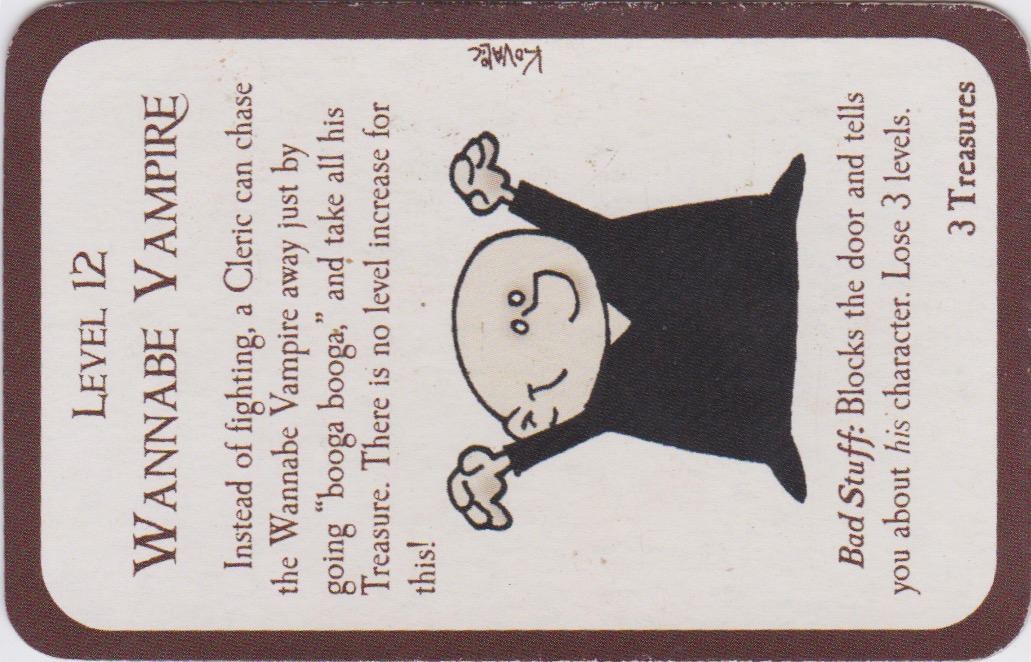 LEVEL 12
WANNABE VAMPIRE
Instead of fighting, a Cleric can chase
the Wannabe Vampire away just by
going “booga booga,” and take all his
Treasure. There is no level increase for
this!
KOVALIC
Bad Stuff: Blocks the door and tells
you about his character. Lose 3 levels.
3 Treasures